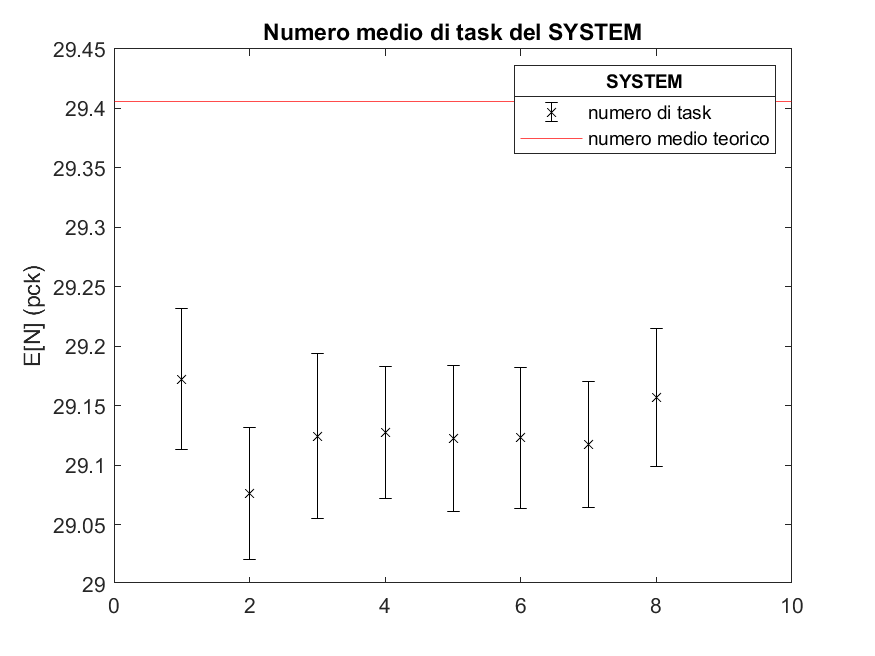 Numero medio di task del SYSTEM
29.45
29.4
29.35
29.3
29.25
29.2
29.15
29.1
29.05
29
E[N] (pck)
SYSTEM
numero di task
numero medio teorico
0 2 4 6 8 10